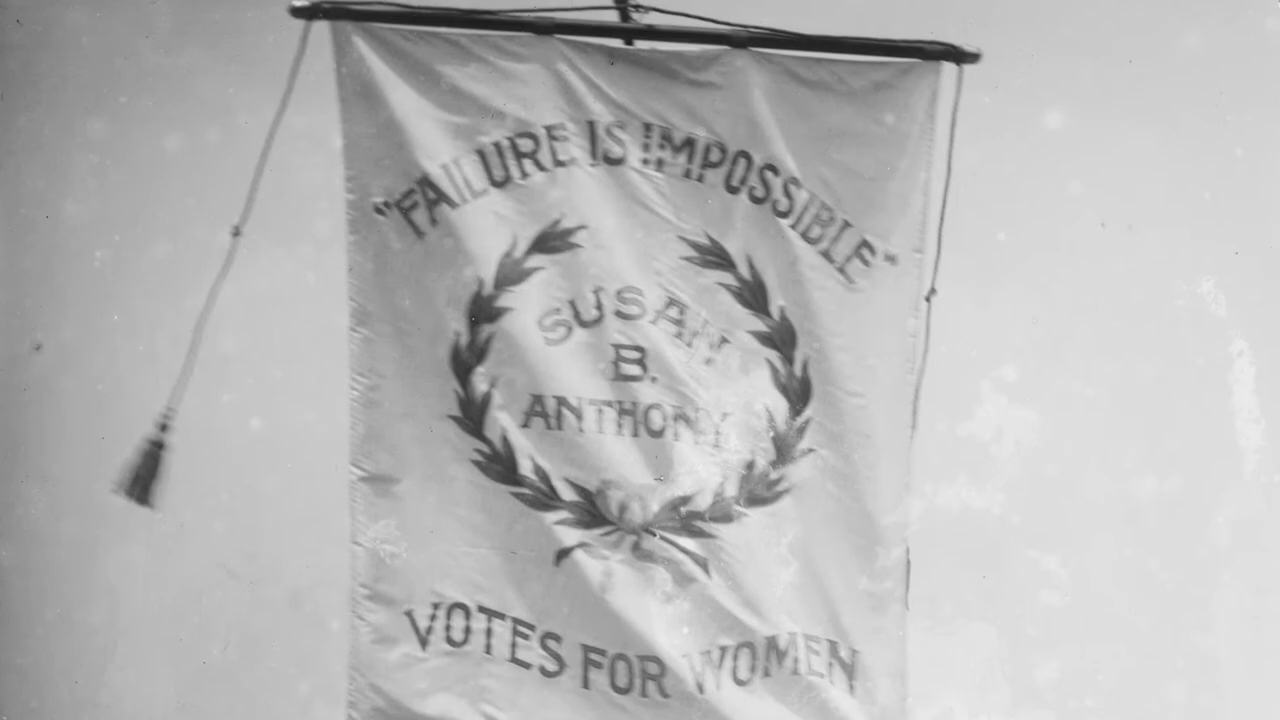 "FAILURE IS IMPOSSIBLE"
SUSAN
B.
ANTHONY
VOTES FOR WOMEN